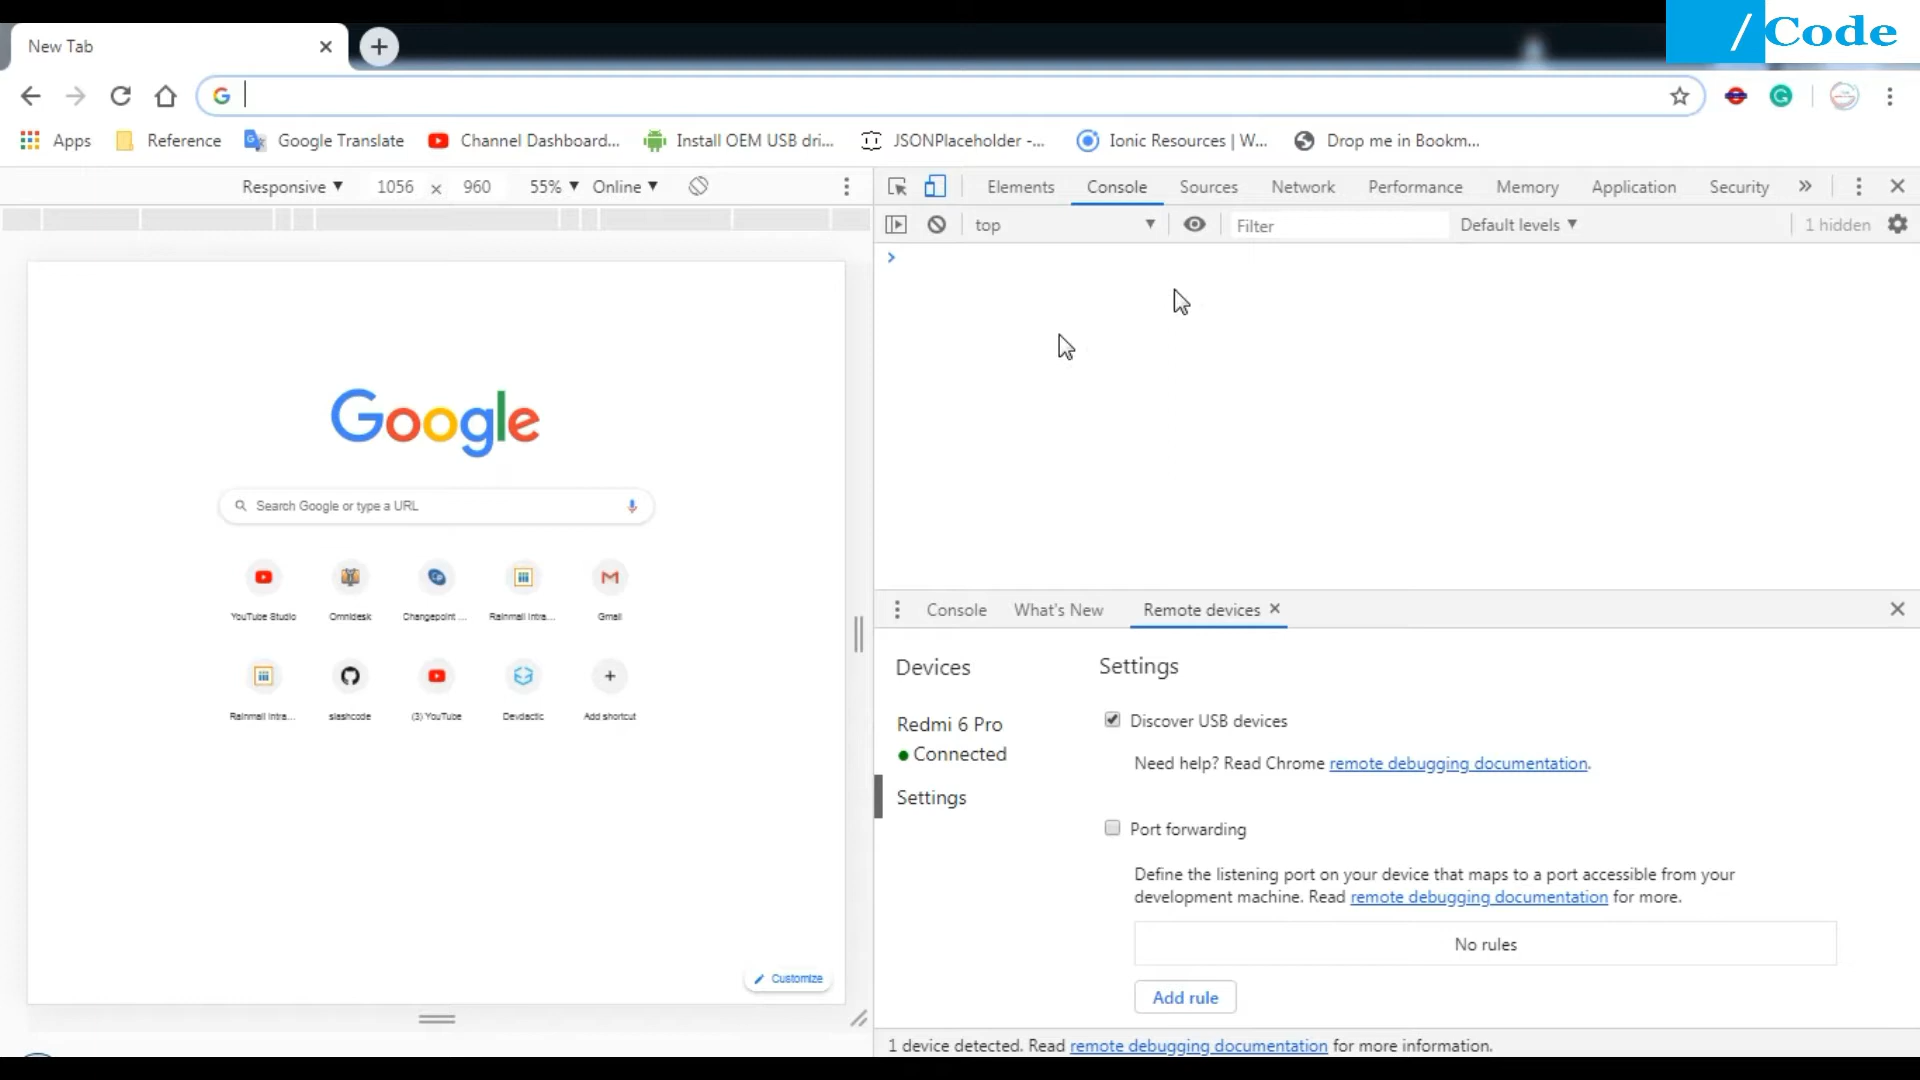 /Code
New Tab
Apps Reference Google Translate Channel Dashboard... Install OEM USB dri... JSONPlaceholder -... Ionic Resources | W... Drop me in Bookm...
Responsive ▼ 1056 × 960 55% ▼ Online ▼
Elements Console Sources Network Performance Memory Application Security »
top ▼ Filter Default levels ▼ 1 hidden
Google
Search Google or type a URL
YouTube Studio Omnidesk Changepoint ... Rainmail Intra... Gmail
Rainmail Intra... slashcode (3) YouTube Devdactic Add shortcut
Customize
Console What's New Remote devices
Devices
Redmi 6 Pro
Connected
Settings
Settings
Discover USB devices
Need help? Read Chrome remote debugging documentation.
Port forwarding
Define the listening port on your device that maps to a port accessible from your
development machine. Read remote debugging documentation for more.
No rules
Add rule
1 device detected. Read remote debugging documentation for more information.